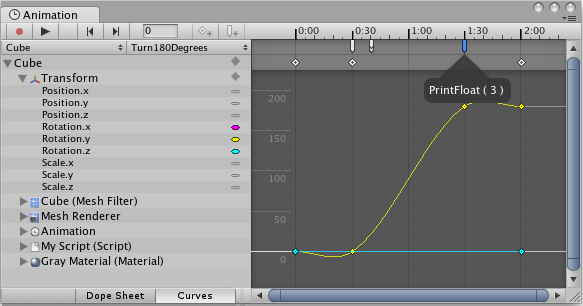 Animation
0
0:00 0:30 1:00 1:30 2:00
Cube Turn180Degrees
Cube
Transform
Position.x
Position.y
Position.z
Rotation.x
Rotation.y
Rotation.z
Scale.x
Scale.y
Scale.z
Cube (Mesh Filter)
Mesh Renderer
Animation
My Script (Script)
Gray Material (Material)
PrintFloat ( 3 )
200
150
100
50
0
Dope Sheet Curves